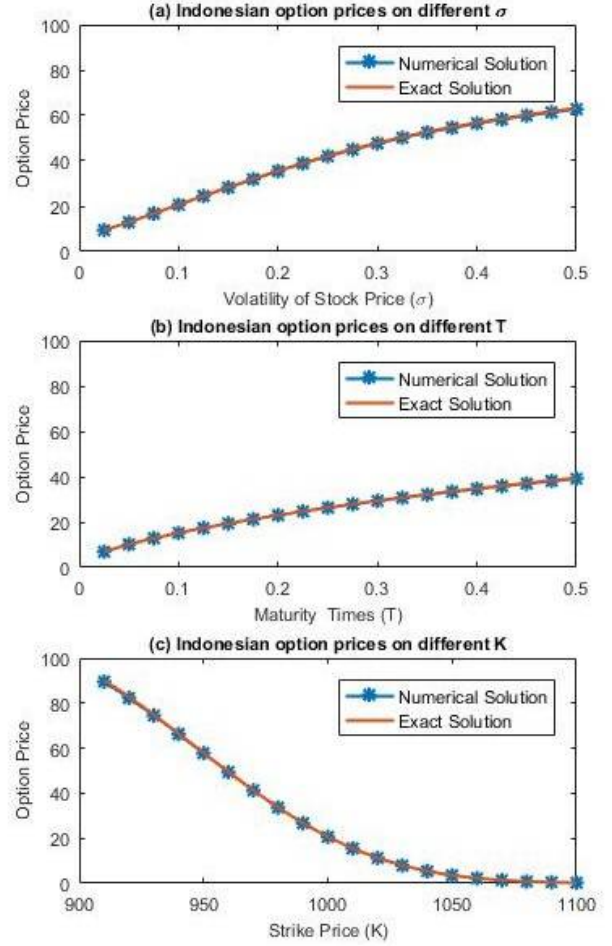 (a) Indonesian option prices on different σ
100
80
60
40
20
0
Option Price
Numerical Solution
Exact Solution
0 0.1 0.2 0.3 0.4 0.5
Volatility of Stock Price (σ)
(b) Indonesian option prices on different T
100
80
60
40
20
0
Option Price
Numerical Solution
Exact Solution
0 0.1 0.2 0.3 0.4 0.5
Maturity Times (T)
(c) Indonesian option prices on different K
100
80
60
40
20
0
Option Price
Numerical Solution
Exact Solution
900 950 1000 1050 1100
Strike Price (K)